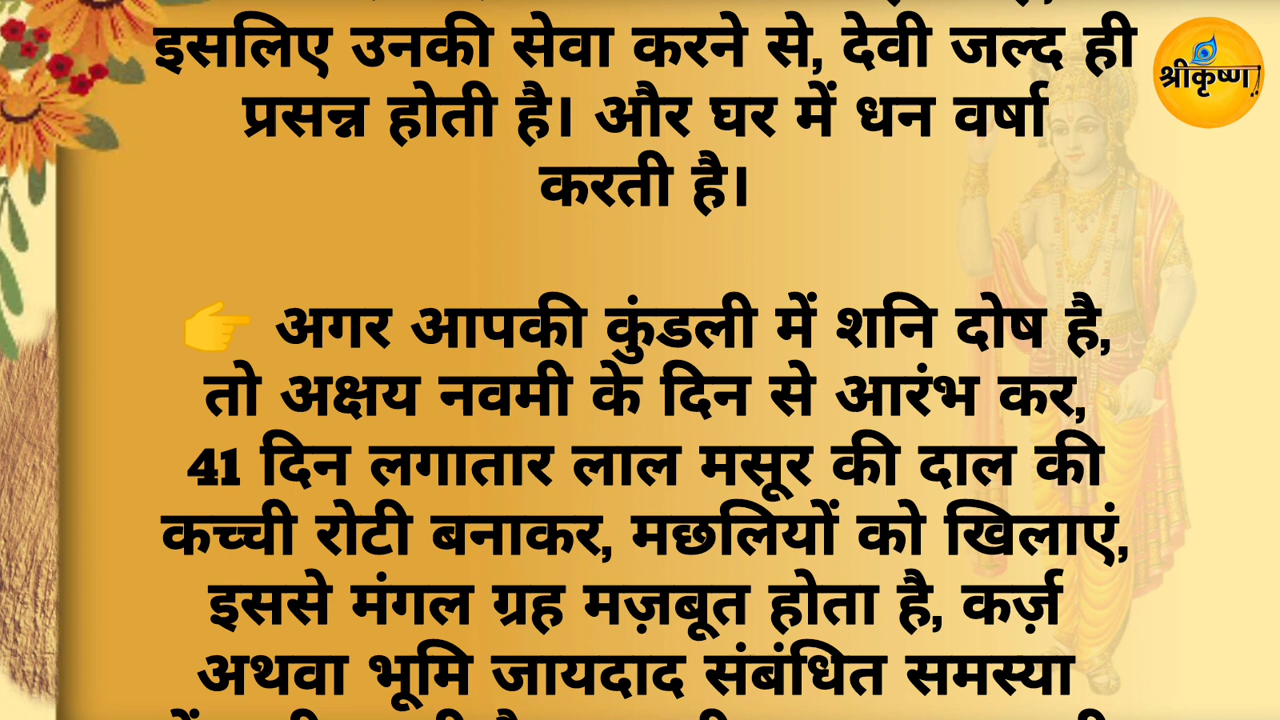 इसलिए उनकी सेवा करने से, देवी जल्द ही
प्रसन्न होती है। और घर में धन वर्षा
करती है।
श्रीकृष्ण
👉 अगर आपकी कुंडली में शनि दोष है,
तो अक्षय नवमी के दिन से आरंभ कर,
41 दिन लगातार लाल मसूर की दाल की
कच्ची रोटी बनाकर, मछलियों को खिलाएं,
इससे मंगल ग्रह मज़बूत होता है, कर्ज़
अथवा भूमि जायदाद संबंधित समस्या